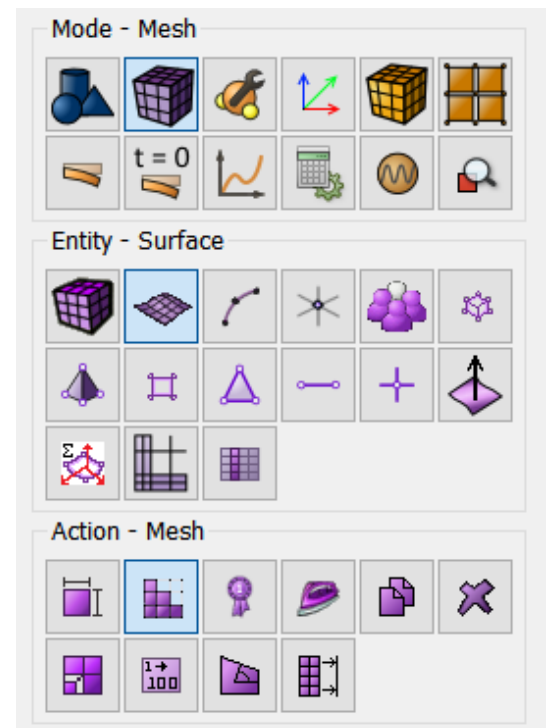 Mode - Mesh
t = 0
Entity - Surface
Σ
Action - Mesh
1→
100